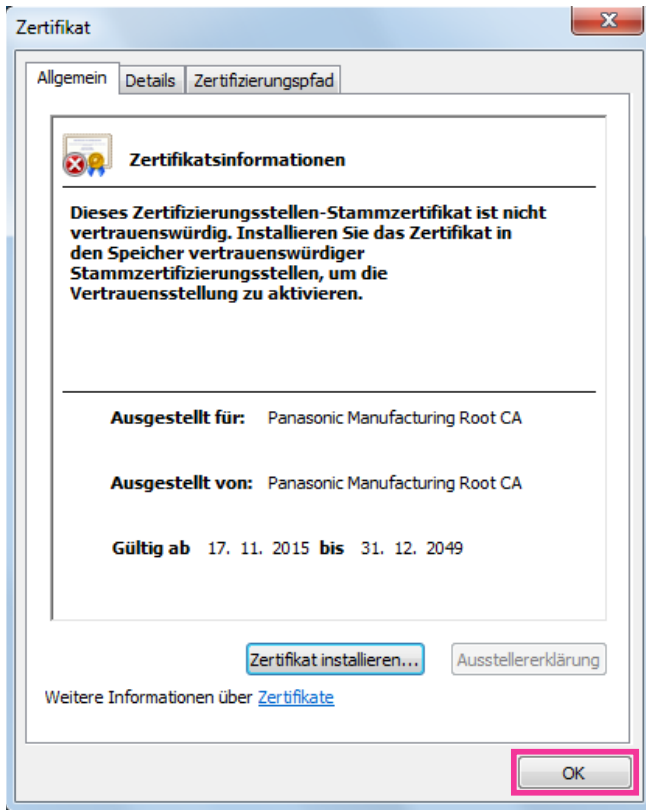 Zertifikat
Allgemein Details Zertifizierungspfad
Zertifikatsinformationen
Dieses Zertifizierungsstellen-Stammzertifikat ist nicht
vertrauenswürdig. Installieren Sie das Zertifikat in
den Speicher vertrauenswürdiger
Stammzertifizierungsstellen, um die
Vertrauensstellung zu aktivieren.
Ausgestellt für: Panasonic Manufacturing Root CA
Ausgestellt von: Panasonic Manufacturing Root CA
Gültig ab 17. 11. 2015 bis 31. 12. 2049
Zertifikat installieren... Ausstellererklärung
Weitere Informationen über Zertifikate
OK